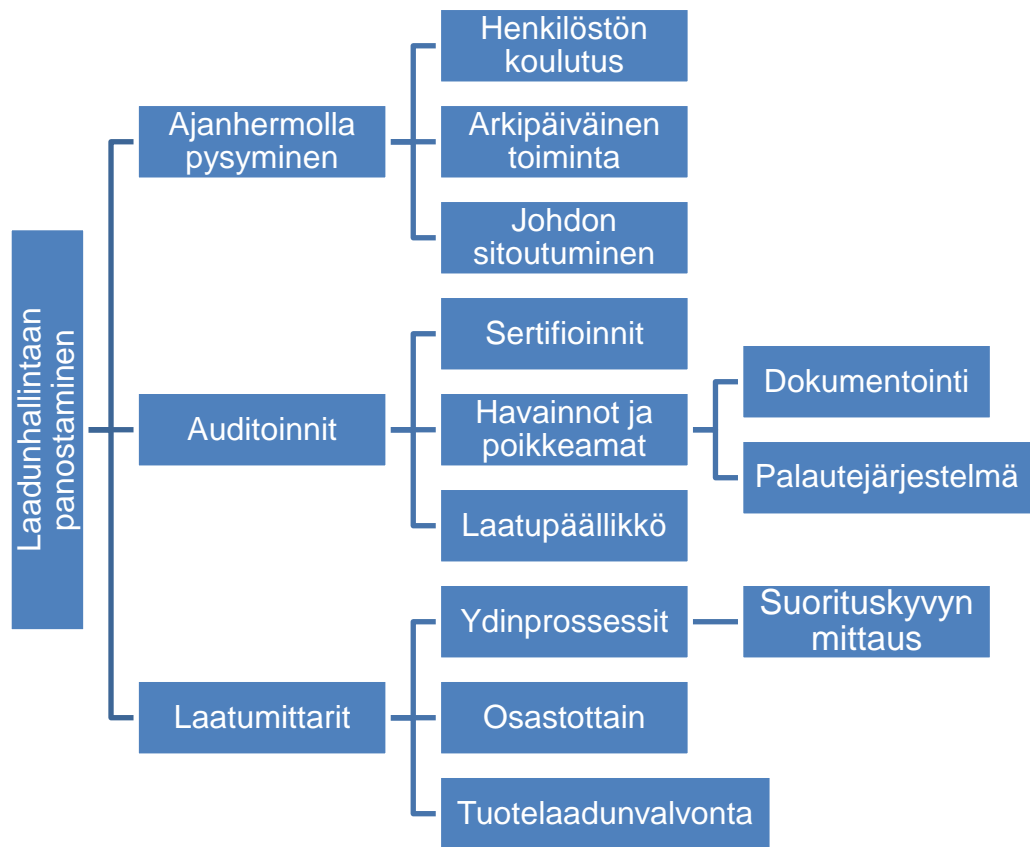 Laadunhallintaan
panostaminen
Ajanhermolla
pysyminen
Henkilöstön
koulutus
Arkipäiväinen
toiminta
Johdon
sitoutuminen
Auditoinnit
Sertifioinnit
Havainnot ja
poikkeamat
Dokumentointi
Palautejärjestelmä
Laatupäällikkö
Laatumittarit
Ydinprossessit
Suorituskyvyn
mittaus
Osastottain
Tuotelaadunvalvonta